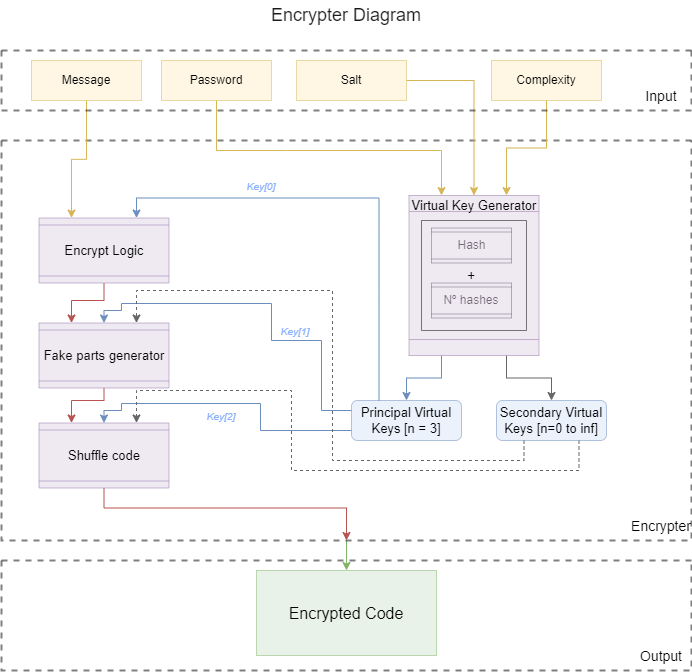 Encrypter Diagram
Message
Password
Salt
Complexity
Input
Key[0]
Virtual Key Generator
Hash
+
Nº hashes
Encrypt Logic
Key[1]
Fake parts generator
Key[2]
Principal Virtual
Keys [n = 3]
Secondary Virtual
Keys [n=0 to inf]
Shuffle code
Encrypter
Encrypted Code
Output